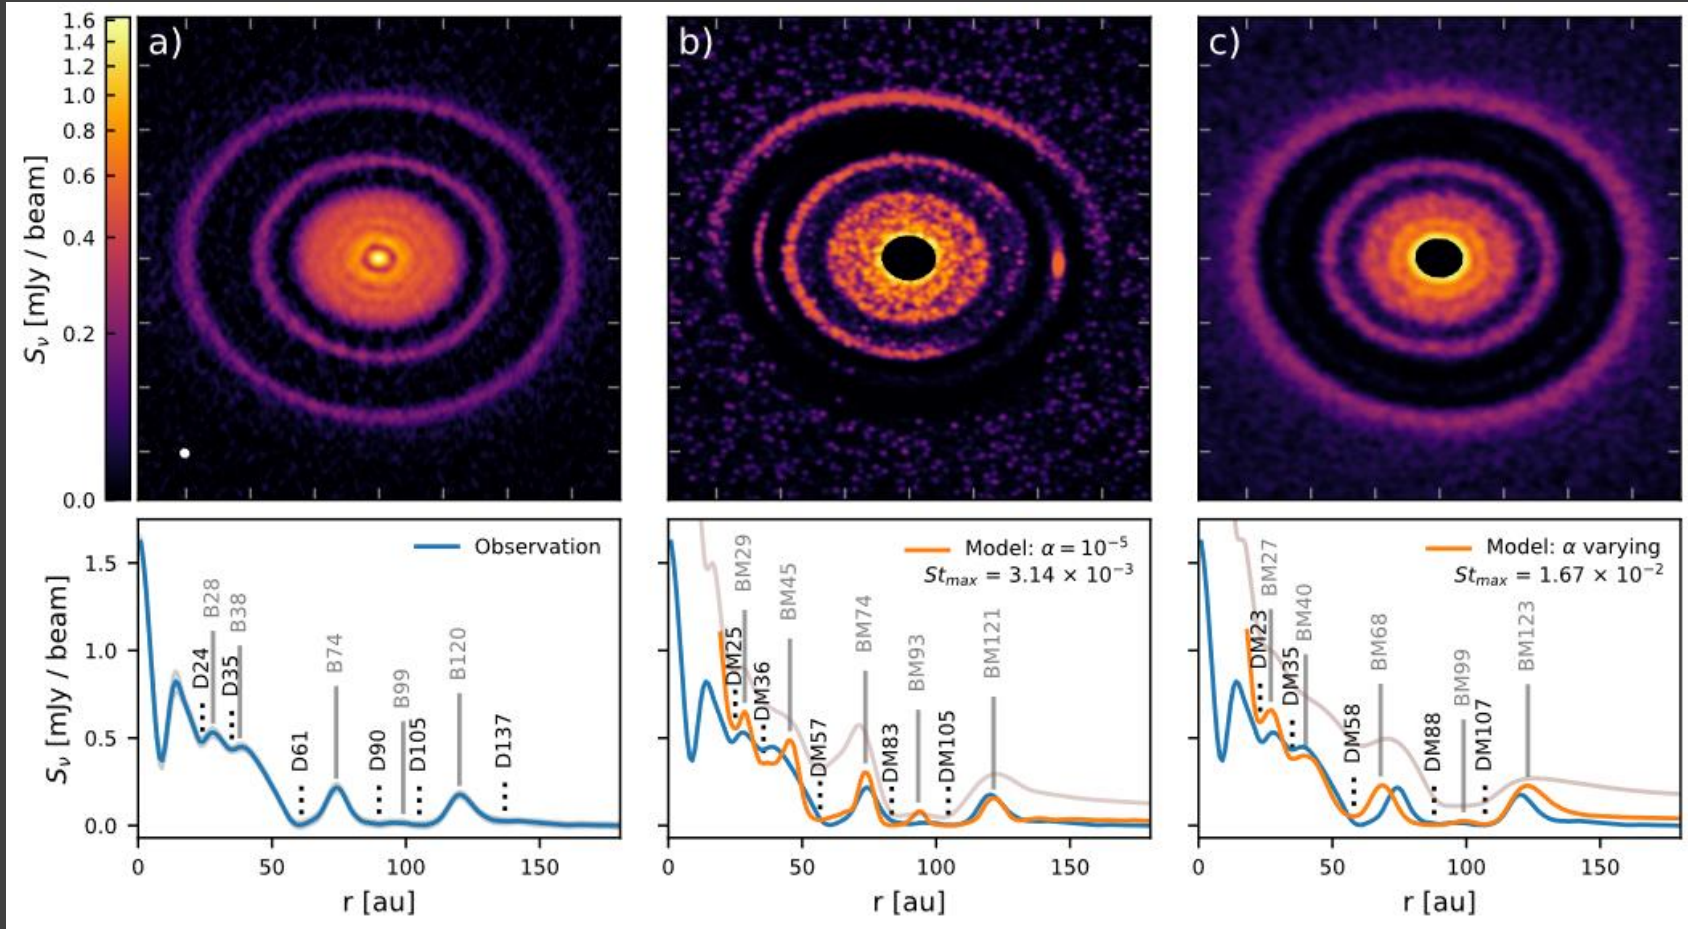 a)
b)
c)
1.6
1.4
1.2
1.0
0.8
0.6
0.4
0.2
0.0
Sν [mJy / beam]
Observation
1.5
1.0
0.5
0.0
Sν [mJy / beam]
D24
B28
D35
B38
D61
B74
D90
B99
D105
B120
D137
0
50
100
150
r [au]
Model: α = 10⁻⁵
Stmax = 3.14 × 10⁻³
DM25
BM29
DM36
BM45
DM57
BM74
DM83
BM93
DM105
BM121
0
50
100
150
r [au]
Model: α varying
Stmax = 1.67 × 10⁻²
DM23
BM27
DM35
BM40
DM58
BM68
DM88
BM99
DM107
BM123
0
50
100
150
r [au]